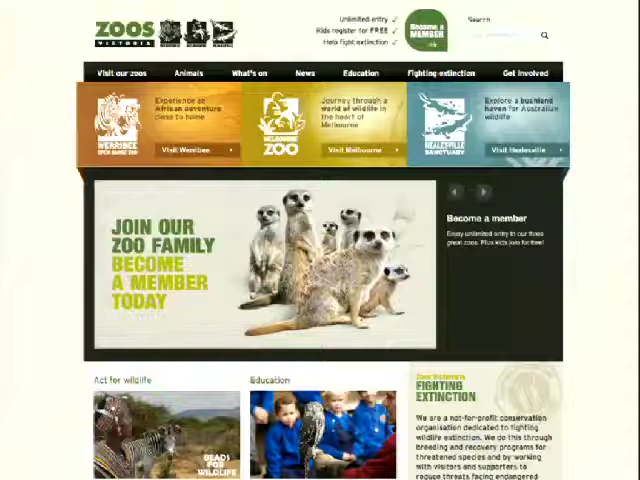 ZOOS
VICTORIA
Unlimited entry ✓
Kids register for FREE ✓
Help fight extinction ✓
Become a
MEMBER
Search
Visit our zoos
Animals
What's on
News
Education
Fighting extinction
Get involved
Experience an
African adventure
close to home
WERRIBEE
OPEN RANGE ZOO
Visit Werribee
Journey through a
world of wildlife in
the heart of
Melbourne
MELBOURNE
ZOO
Visit Melbourne
Explore a bushland
haven for Australian
wildlife
HEALESVILLE
SANCTUARY
Visit Healesville
JOIN OUR
ZOO FAMILY
BECOME
A MEMBER
TODAY
Become a member
Enjoy unlimited entry to our three
great zoos. Plus kids join for free!
Act for wildlife
BEADS
FOR
WILDLIFE
Education
Zoos Victoria
FIGHTING
EXTINCTION
We are a not-for-profit conservation
organisation dedicated to fighting
wildlife extinction. We do this through
breeding and recovery programs for
threatened species and by working
with visitors and supporters to
reduce threats facing endangered